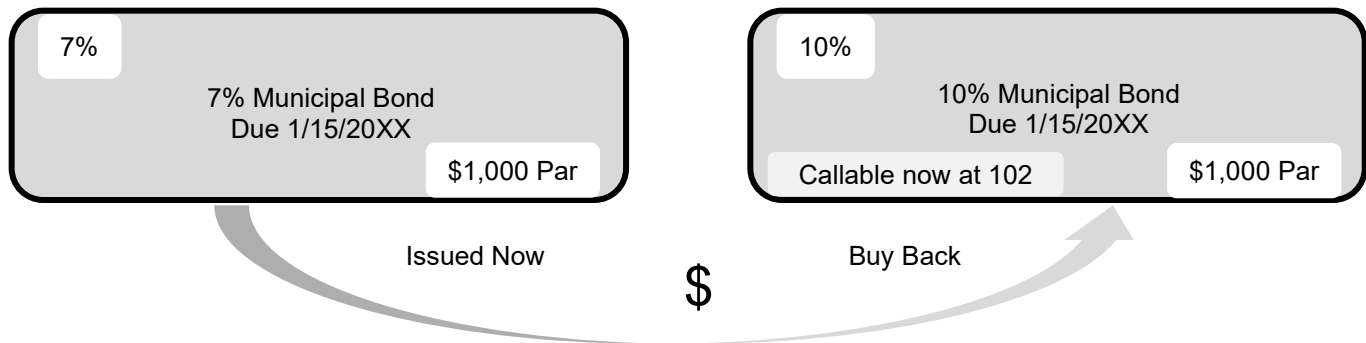 7%
7% Municipal Bond
Due 1/15/20XX
$1,000 Par
10%
10% Municipal Bond
Due 1/15/20XX
Callable now at 102
$1,000 Par
Issued Now
$
Buy Back